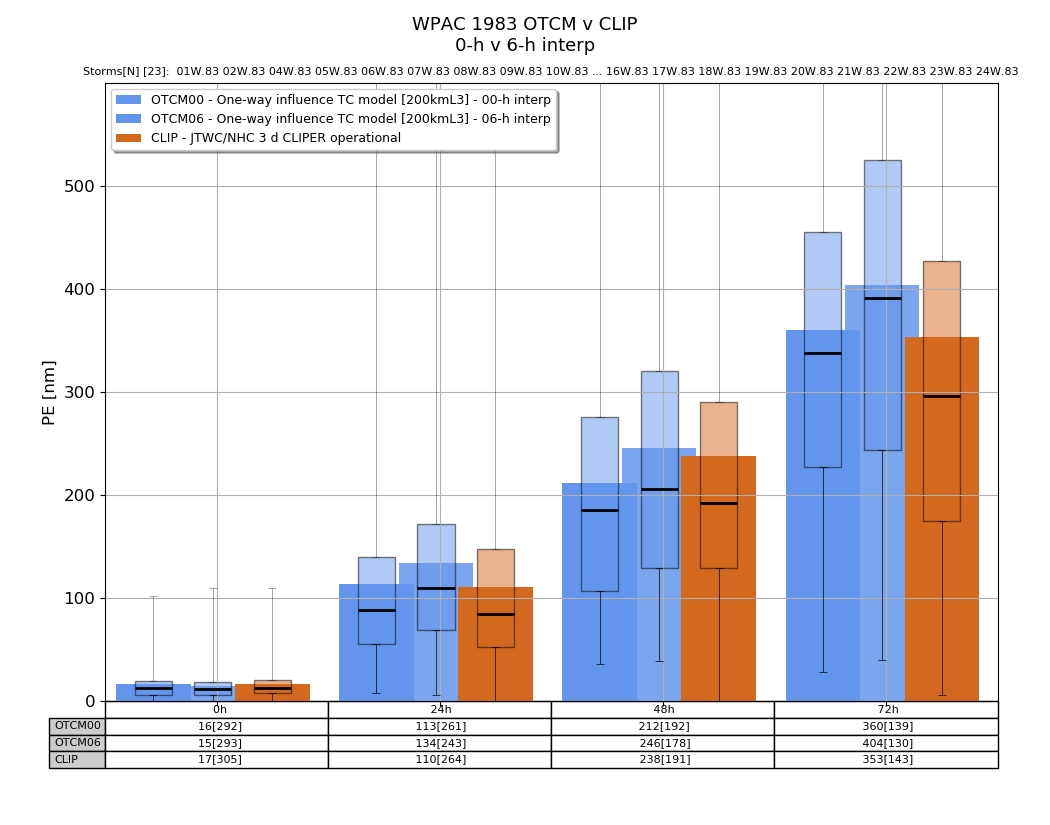 WPAC 1983 OTCM v CLIP
0-h v 6-h interp
Storms[N] [23]: 01W.83 02W.83 04W.83 05W.83 06W.83 07W.83 08W.83 09W.83 10W.83 ... 16W.83 17W.83 18W.83 19W.83 20W.83 21W.83 22W.83 23W.83 24W.83
OTCM00 - One-way influence TC model [200kmL3] - 00-h interp
OTCM06 - One-way influence TC model [200kmL3] - 06-h interp
CLIP - JTWC/NHC 3 d CLIPER operational
500
400
300
200
100
0
PE [nm]
0h 24h 48h 72h
OTCM00 16[292] 113[261] 212[192] 360[139]
OTCM06 15[293] 134[243] 246[178] 404[130]
CLIP 17[305] 110[264] 238[191] 353[143]